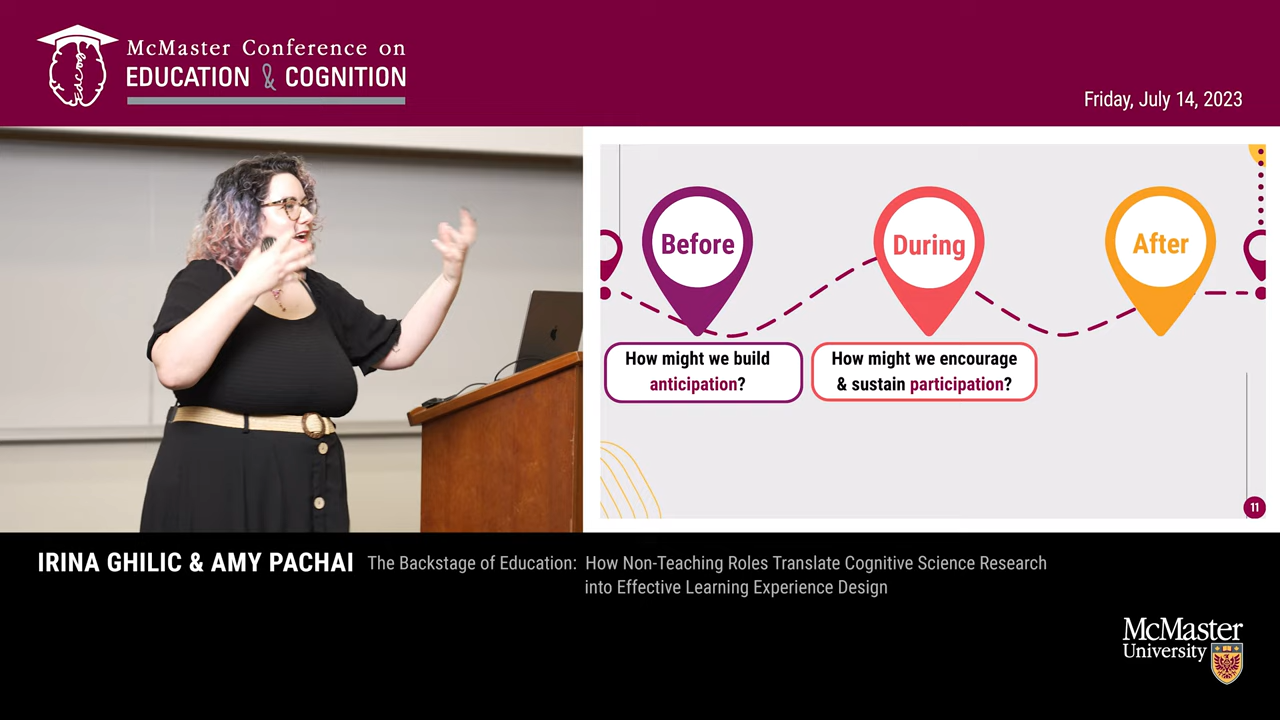 McMaster Conference on
EDUCATION & COGNITION
Friday, July 14, 2023
Before
During
After
How might we build
anticipation?
How might we encourage
& sustain participation?
11
IRINA GHILIC & AMY PACHAI
The Backstage of Education: How Non-Teaching Roles Translate Cognitive Science Research
into Effective Learning Experience Design
McMaster
University